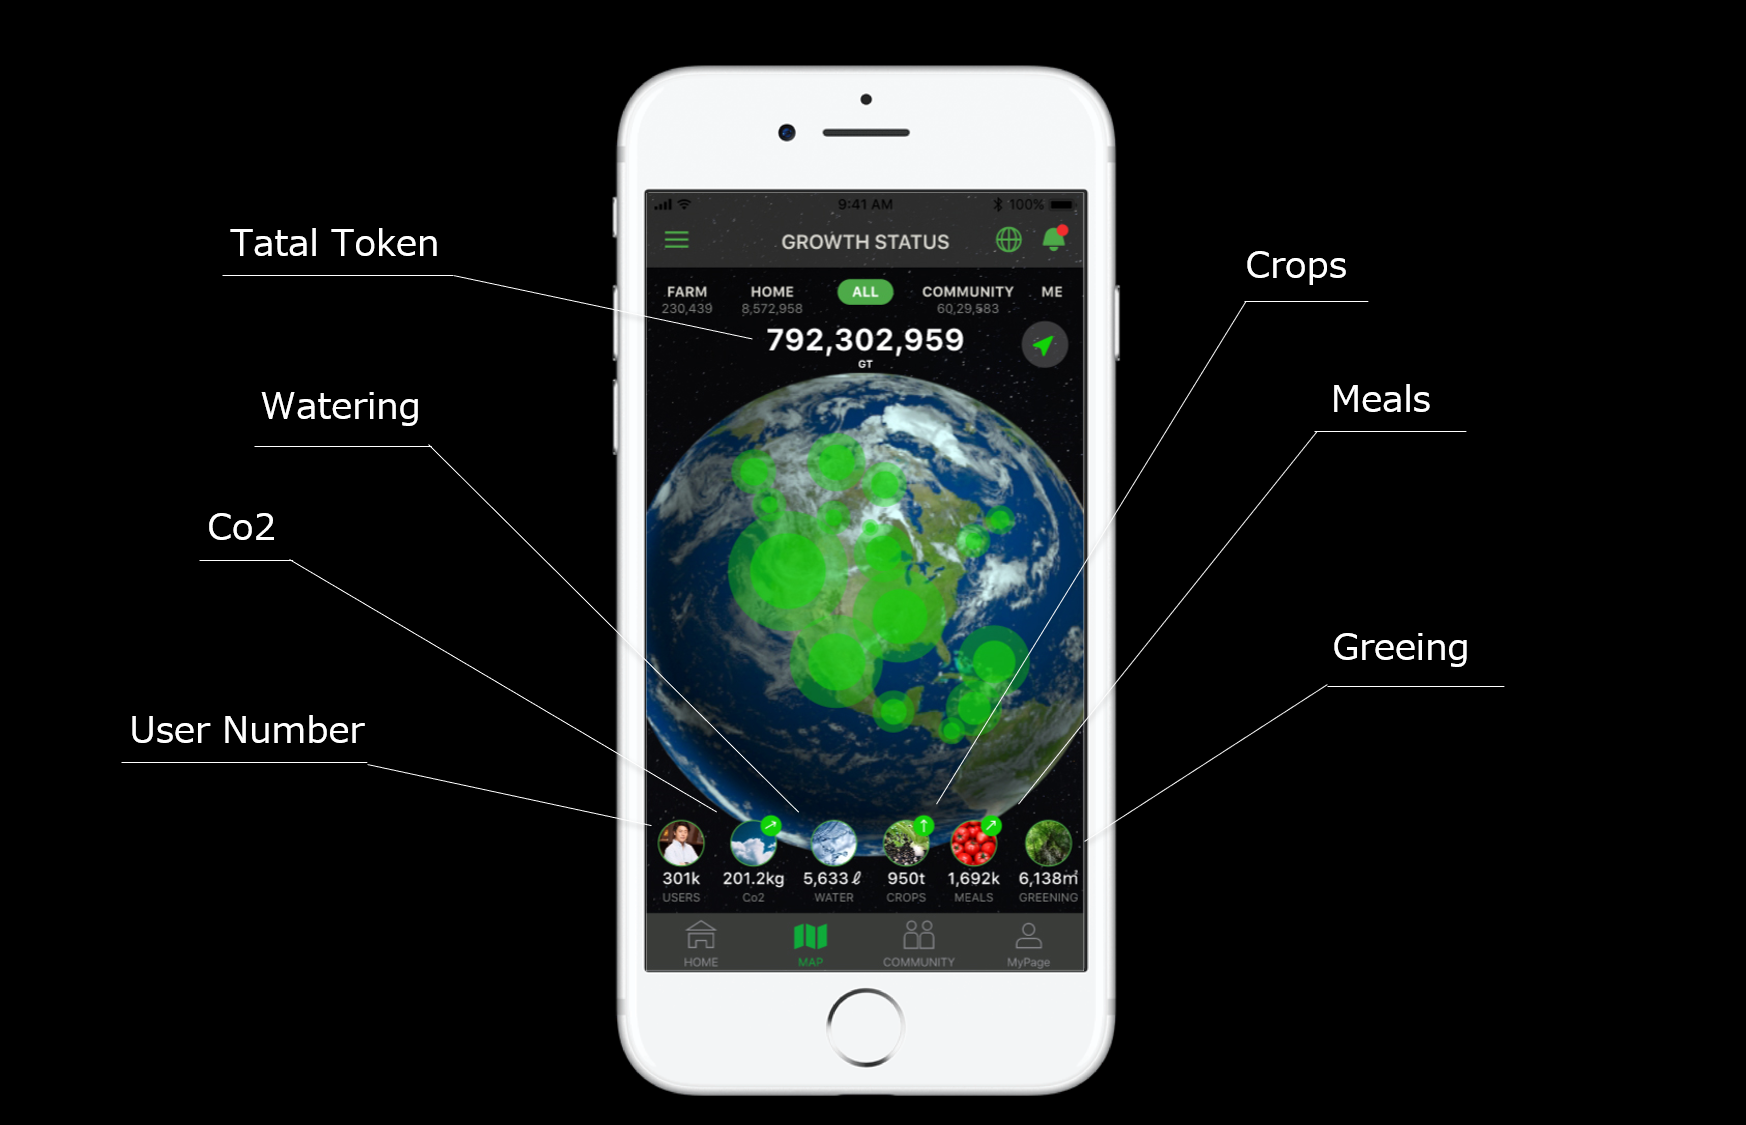 Tatal Token
Watering
Co2
User Number
Crops
Meals
Greeing
9:41 AM
100%
GROWTH STATUS
FARM
230,439
HOME
8,572,958
ALL
COMMUNITY
60,29,583
ME
792,302,959
GT
301k
USERS
201.2kg
Co2
5,633ℓ
WATER
950t
CROPS
1,692k
MEALS
6,138㎡
GREENING
HOME
MAP
COMMUNITY
MyPage